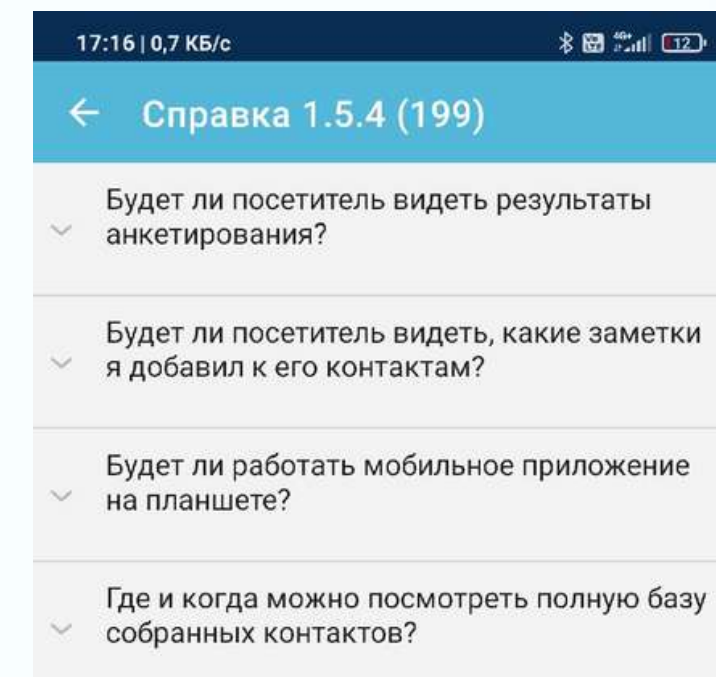 17:16 | 0,7 КБ/с 4G+ 12
Справка 1.5.4 (199)
Будет ли посетитель видеть результаты
анкетирования?
Будет ли посетитель видеть, какие заметки
я добавил к его контактам?
Будет ли работать мобильное приложение
на планшете?
Где и когда можно посмотреть полную базу
собранных контактов?